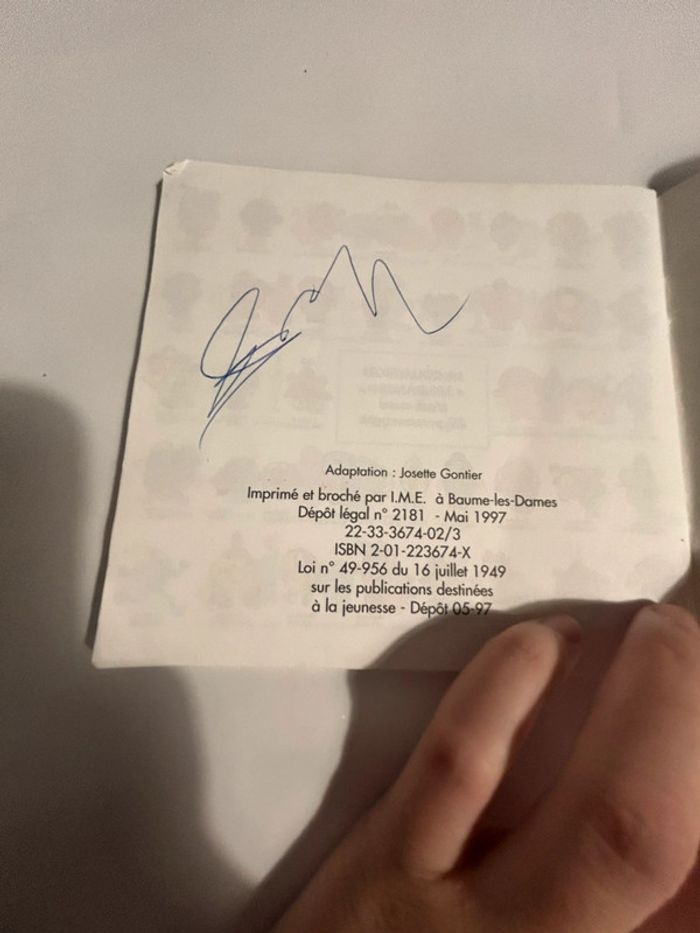 Adaptation : Josette Gontier
Imprimé et broché par I.M.E. à Baume-les-Dames
Dépôt légal n° 2181 - Mai 1997
22-33-3674-02/3
ISBN 2-01-223674-X
Loi n° 49-956 du 16 juillet 1949
sur les publications destinées
à la jeunesse - Dépôt 05-97